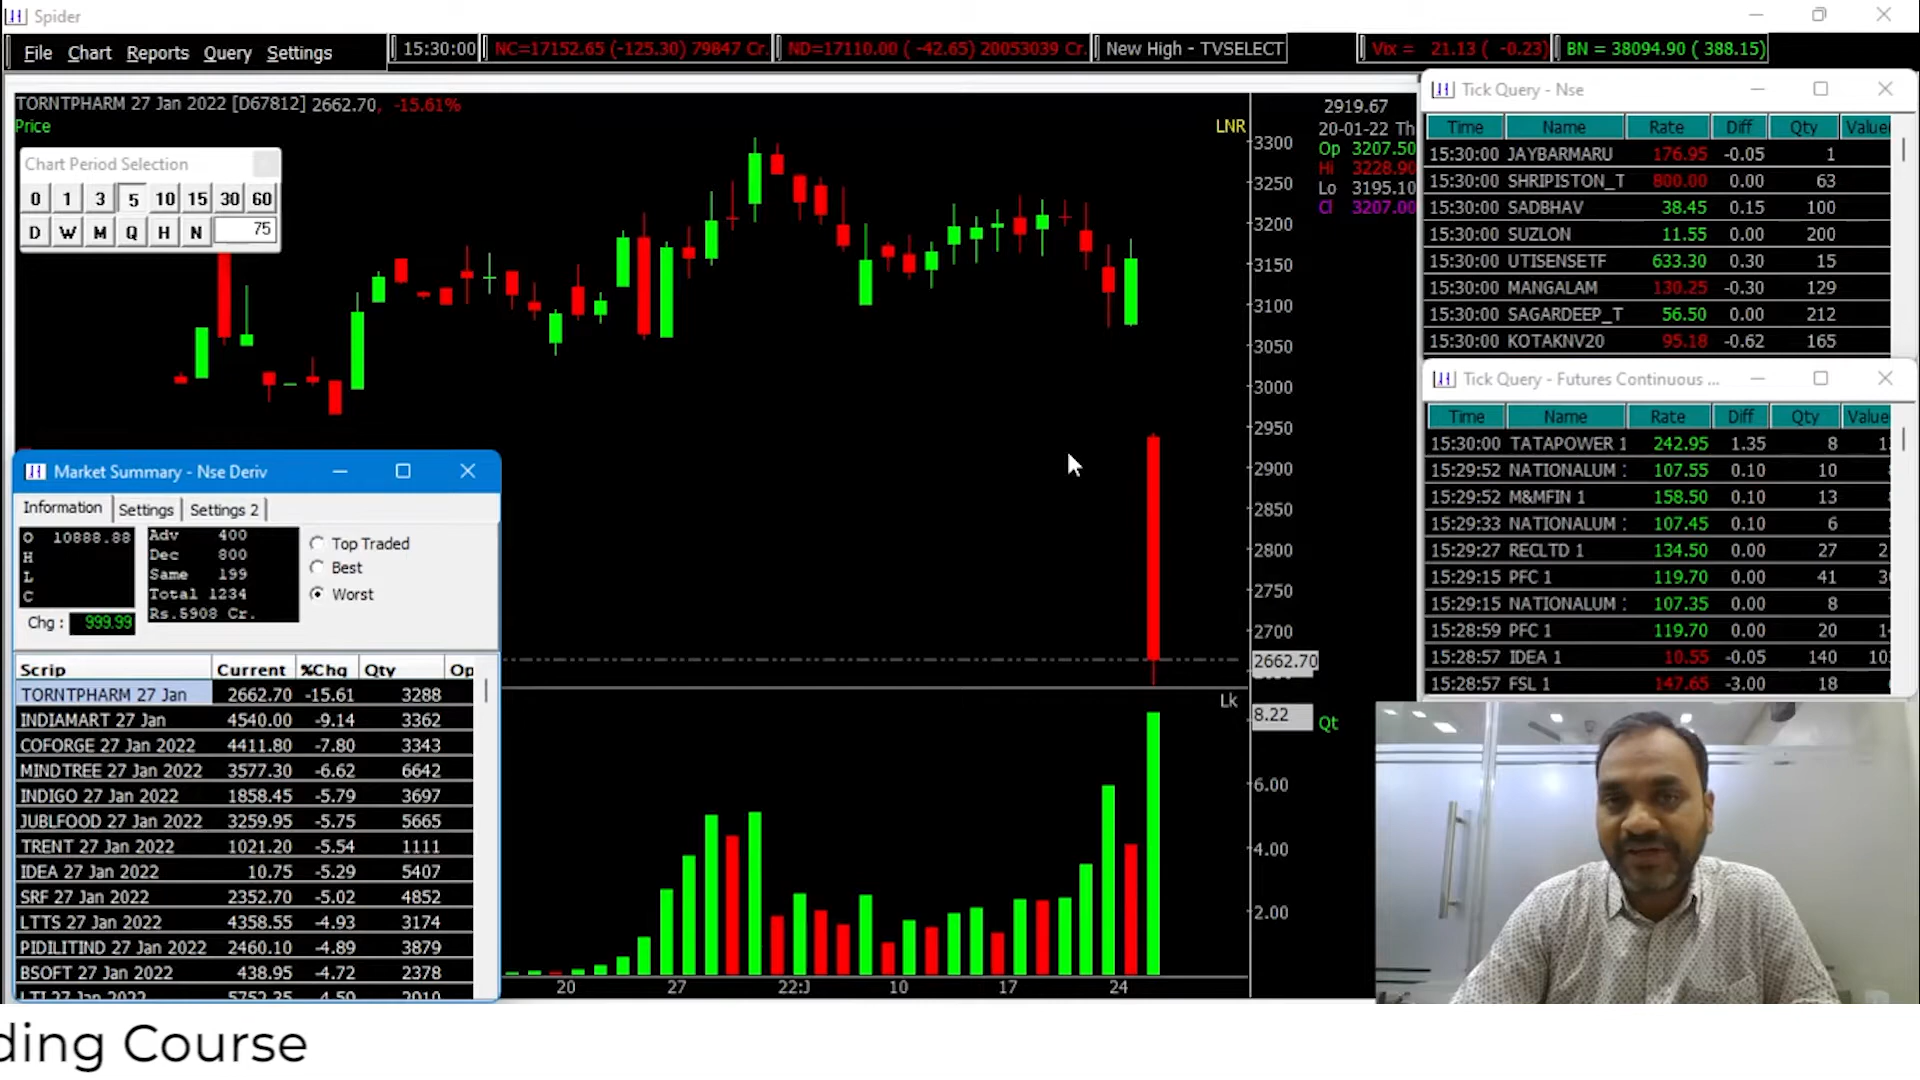 Spider
File Chart Reports Query Settings 15:30:00 NC=17152.65 (-125.30) 79847 Cr. ND=17110.00 ( -42.65) 20053039 Cr. New High - TVSELECT Vix = 21.13 ( -0.23) BN = 38094.90 ( 388.15)
TORNTPHARM 27 Jan 2022 [D67812] 2662.70, -15.61%
Price
LNR
Chart Period Selection
0 1 3 5 10 15 30 60
D W M Q H N 75
2919.67
20-01-22 Th
Op 3207.50
Hi 3228.90
Lo 3195.10
Cl 3207.00
3300
3250
3200
3150
3100
3050
3000
2950
2900
2850
2800
2750
2700
2662.70
Lk
8.22
Qt
6.00
4.00
2.00
20 27 22:J 10 17 24
Tick Query - Nse
Time Name Rate Diff Qty Value
15:30:00 JAYBARMARU 176.95 -0.05 1
15:30:00 SHRIPISTON_T 800.00 0.00 63
15:30:00 SADBHAV 38.45 0.15 100
15:30:00 SUZLON 11.55 0.00 200
15:30:00 UTISENSETF 633.30 0.30 15
15:30:00 MANGALAM 130.25 -0.30 129
15:30:00 SAGARDEEP_T 56.50 0.00 212
15:30:00 KOTAKNV20 95.18 -0.62 165
Tick Query - Futures Continuous ...
Time Name Rate Diff Qty Value
15:30:00 TATAPOWER 1 242.95 1.35 8
15:29:52 NATIONALUM 107.55 0.10 10
15:29:52 M&MFIN 1 158.50 0.10 13
15:29:33 NATIONALUM 107.45 0.10 6
15:29:27 RECLTD 1 134.50 0.00 27
15:29:15 PFC 1 119.70 0.00 41
15:29:15 NATIONALUM 107.35 0.00 8
15:28:59 PFC 1 119.70 0.00 20
15:28:57 IDEA 1 10.55 -0.05 140
15:28:57 FSL 1 147.65 -3.00 18
Market Summary - Nse Deriv
Information Settings Settings 2
O 10888.88
H
L
C
Chg : 999.99
Adv 400
Dec 800
Same 199
Total 1234
Rs.5908 Cr.
Top Traded
Best
Worst
Scrip Current %Chg Qty Op
TORNTPHARM 27 Jan 2662.70 -15.61 3288
INDIAMART 27 Jan 4540.00 -9.14 3362
COFORGE 27 Jan 2022 4411.80 -7.80 3343
MINDTREE 27 Jan 2022 3577.30 -6.62 6642
INDIGO 27 Jan 2022 1858.45 -5.79 3697
JUBLFOOD 27 Jan 2022 3259.95 -5.75 5665
TRENT 27 Jan 2022 1021.20 -5.54 1111
IDEA 27 Jan 2022 10.75 -5.29 5407
SRF 27 Jan 2022 2352.70 -5.02 4852
LTTS 27 Jan 2022 4358.55 -4.93 3174
PIDILITIND 27 Jan 2022 2460.10 -4.89 3879
BSOFT 27 Jan 2022 438.95 -4.72 2378
LTI 27 Jan 2022 5752.35 -4.50 2910
ding Course